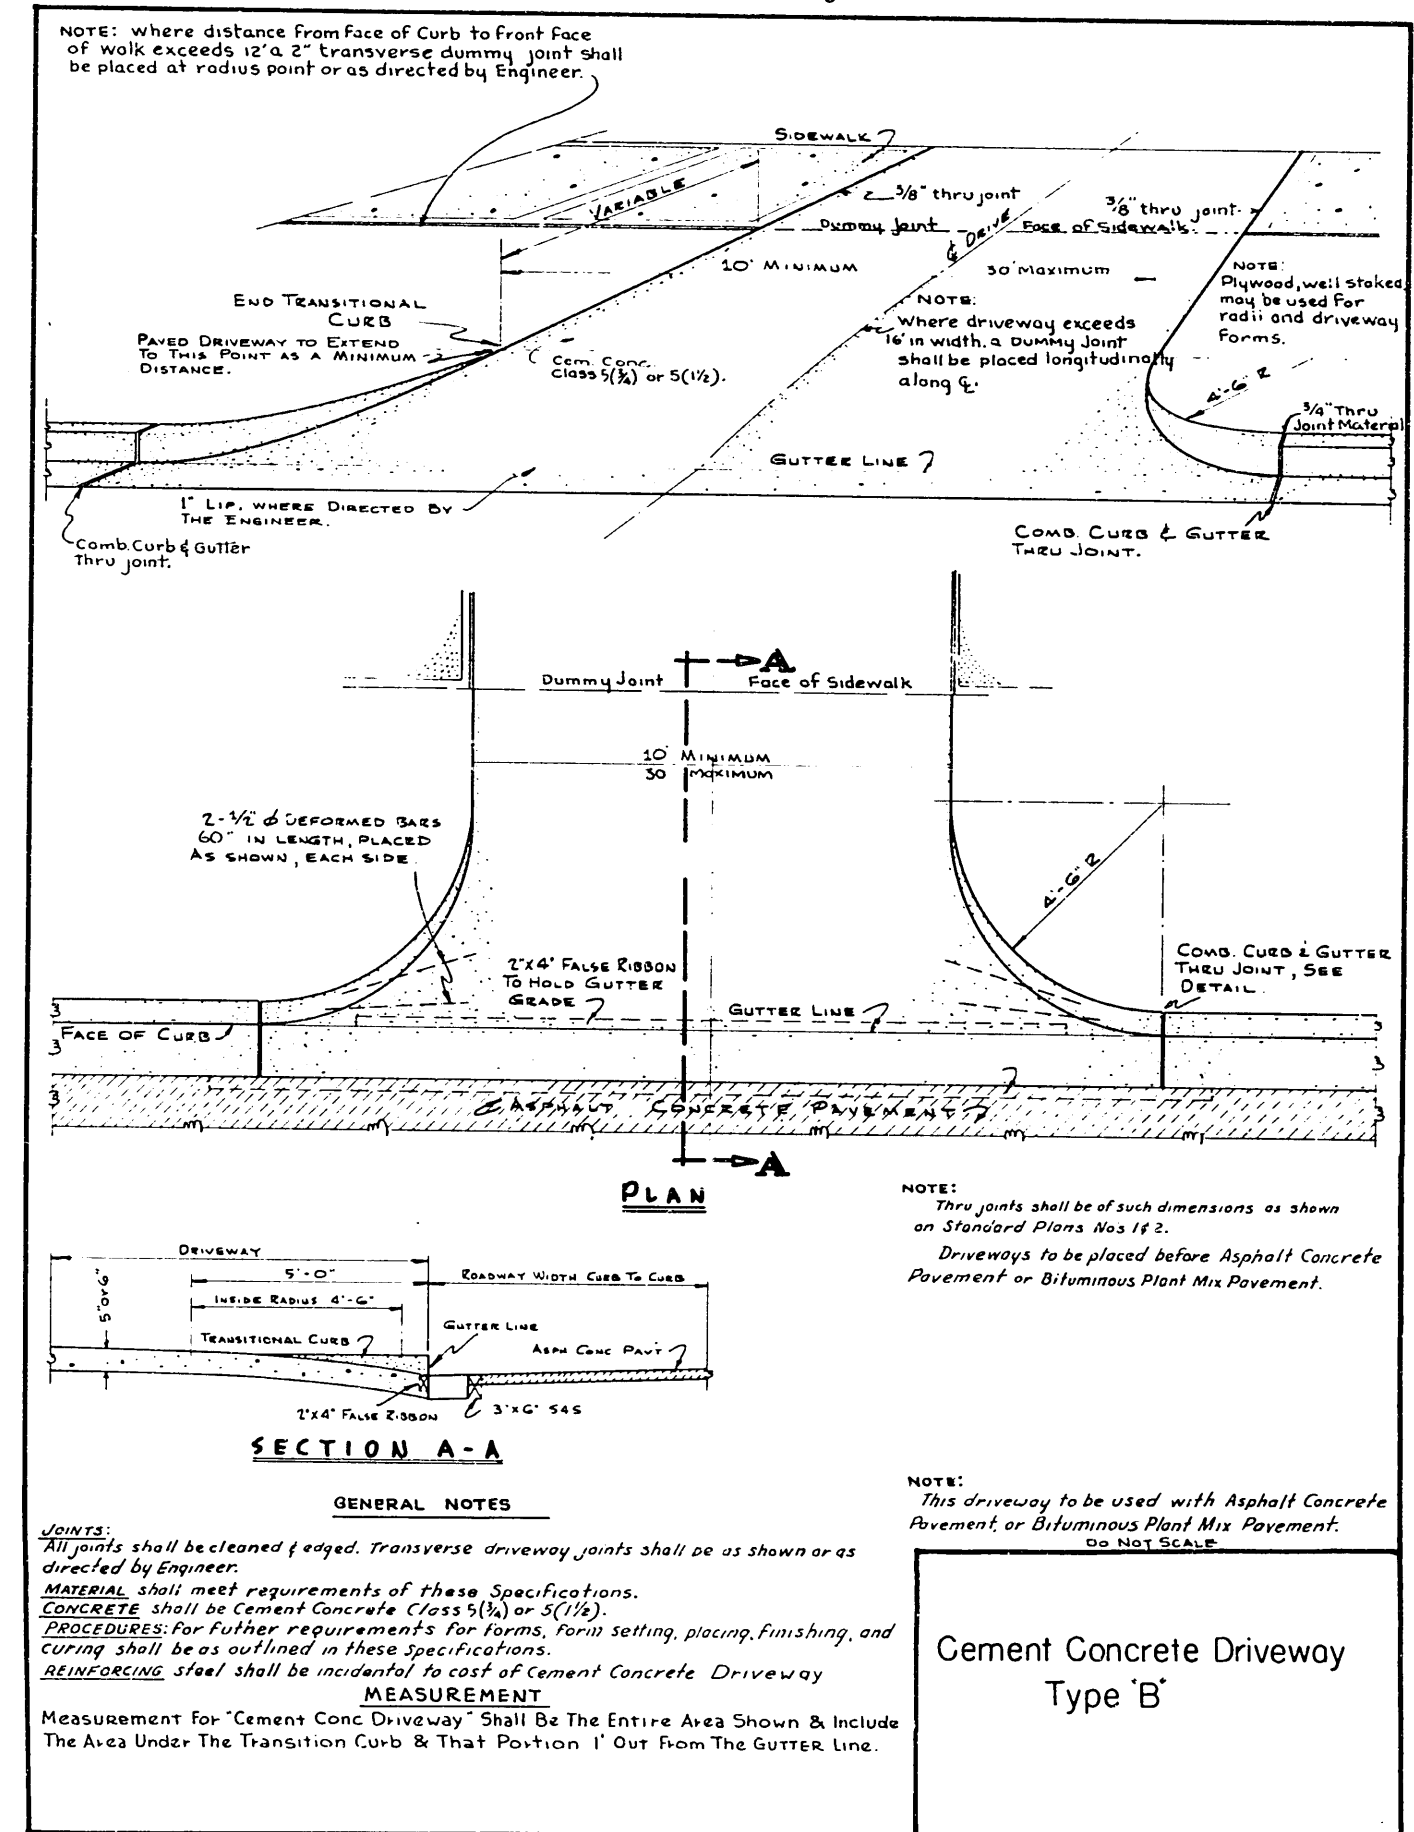 NOTE: where distance from face of Curb to front face
of walk exceeds 12' a 2" transverse dummy joint shall
be placed at radius point or as directed by Engineer.
SIDEWALK
VARIABLE
3/8" thru joint
3/8" thru joint
Dummy Joint
Face of Sidewalk
℄ DRIVE
10' MINIMUM
30' Maximum
NOTE:
Plywood, well staked,
may be used for
radii and driveway
forms.
END TRANSITIONAL
CURB
NOTE:
Where driveway exceeds
16' in width, a DUMMY Joint
shall be placed longitudinally
along ℄.
PAVED DRIVEWAY TO EXTEND
TO THIS POINT AS A MINIMUM
DISTANCE.
Cem. Conc.
Class 5(3/4) or 5(1½).
4'-6" R
3/4" Thru
Joint Material
GUTTER LINE
1" LIP, WHERE DIRECTED BY
THE ENGINEER.
Comb. Curb & Gutter
Thru joint.
COMB. CURB & GUTTER
THRU JOINT.
A
Dummy Joint
Face of Sidewalk
10' MINIMUM
30' MAXIMUM
2-1/2" ϕ DEFORMED BARS
60" IN LENGTH, PLACED
AS SHOWN, EACH SIDE.
4'-6" R
2"X4" FALSE RIBBON
TO HOLD GUTTER
GRADE
COMB. CURB & GUTTER
THRU JOINT, SEE
DETAIL.
GUTTER LINE
FACE OF CURB
ASPHALT CONCRETE PAVEMENT
A
PLAN
NOTE:
Thru joints shall be of such dimensions as shown
on Standard Plans Nos 1 & 2.
Driveways to be placed before Asphalt Concrete
Pavement or Bituminous Plant Mix Pavement.
DRIVEWAY
5'-0"
ROADWAY WIDTH CURB TO CURB
5" or 6"
INSIDE RADIUS 4'-6"
GUTTER LINE
TRANSITIONAL CURB
ASPH CONC PAV'T
2"X4" FALSE RIBBON
3"X6" S4S
SECTION A-A
GENERAL NOTES
JOINTS:
All joints shall be cleaned & edged. Transverse driveway joints shall be as shown or as
directed by Engineer.
MATERIAL shall meet requirements of these Specifications.
CONCRETE shall be Cement Concrete Class 5(3/4) or 5(1½).
PROCEDURES: For futher requirements for forms, form setting, placing, finishing, and
curing shall be as outlined in these Specifications.
REINFORCING steel shall be incidental to cost of Cement Concrete Driveway
MEASUREMENT
Measurement For "Cement Conc Driveway" Shall Be The Entire Area Shown & Include
The Area Under The Transition Curb & That Portion 1' Out From The GUTTER Line.
NOTE:
This driveway to be used with Asphalt Concrete
Pavement, or Bituminous Plant Mix Pavement.
DO NOT SCALE
Cement Concrete Driveway
Type "B"